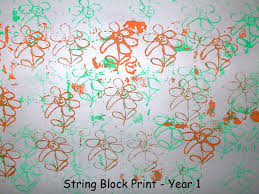 String Block Print - Year 1